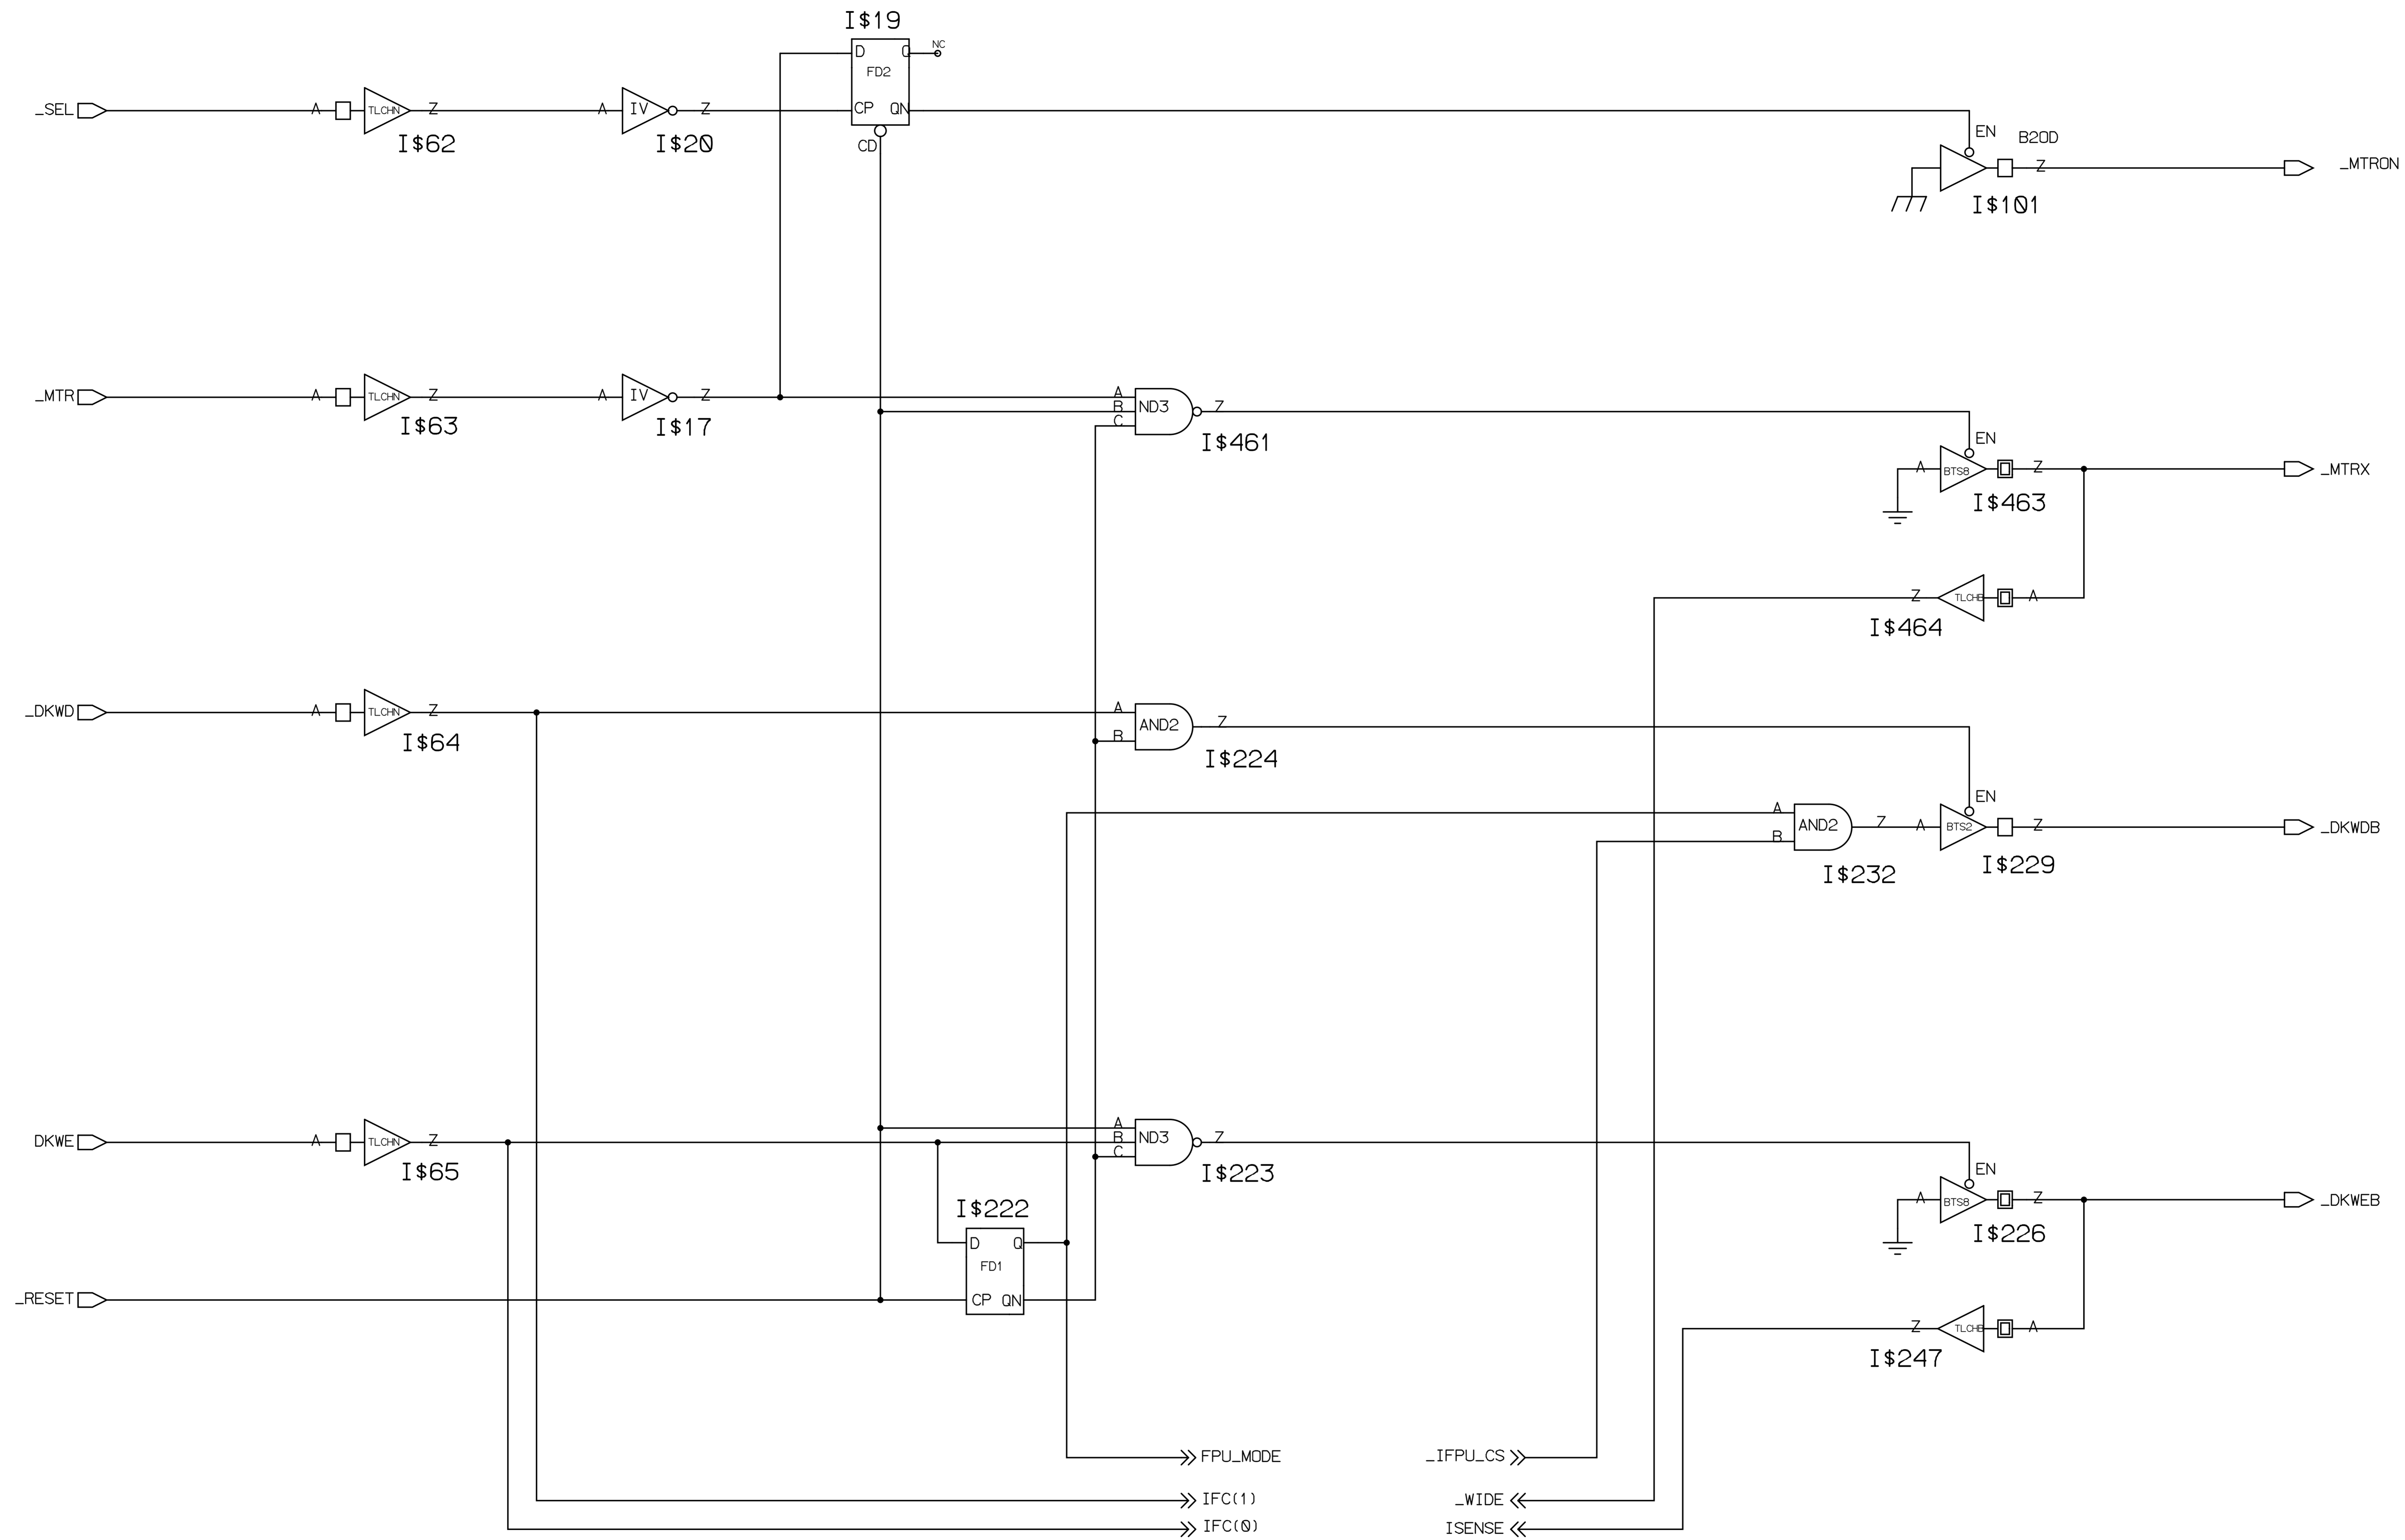 I$19
D Q NC
FD2
_SEL A TLCHN Z A IV Z CP QN
I$62 I$20 CD EN B20D
Z _MTRON
I$101
_MTR A TLCHN Z A IV Z A ND3 Z
B
C
I$63 I$17 I$461 EN
A BTS8 Z _MTRX
I$463
Z TLCHB A
I$464
_DKWD A TLCHN Z A AND2 Z
B
I$64 I$224
EN
A AND2 Z A BTS2 Z _DKWDB
B
I$232 I$229
DKWE A TLCHN Z A ND3 Z
B
C
I$65 I$223 EN
I$222 A BTS8 Z _DKWEB
D Q I$226
FD1
_RESET CP QN
Z TLCHB A
I$247
FPU_MODE _IFPU_CS
IFC(1) _WIDE
IFC(0) ISENSE